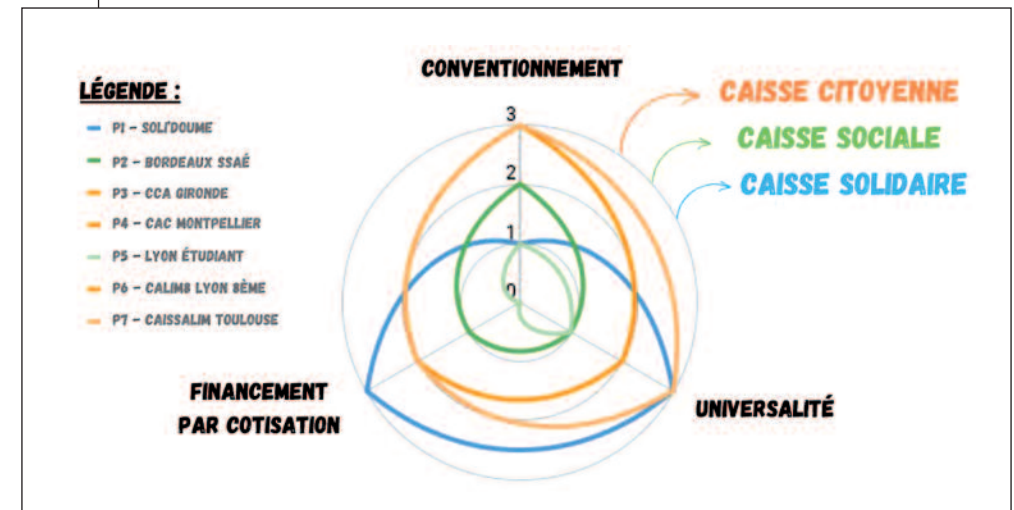 CONVENTIONNEMENT
LÉGENDE :
P1 – SOLI'DOUME
P2 – BORDEAUX SSAÉ
P3 – CCA GIRONDE
P4 – CAC MONTPELLIER
P5 – LYON ÉTUDIANT
P6 – CALIM8 LYON 8ÈME
P7 – CAISSALIM TOULOUSE
3
2
1
0
CAISSE CITOYENNE
CAISSE SOCIALE
CAISSE SOLIDAIRE
FINANCEMENT
PAR COTISATION
UNIVERSALITÉ